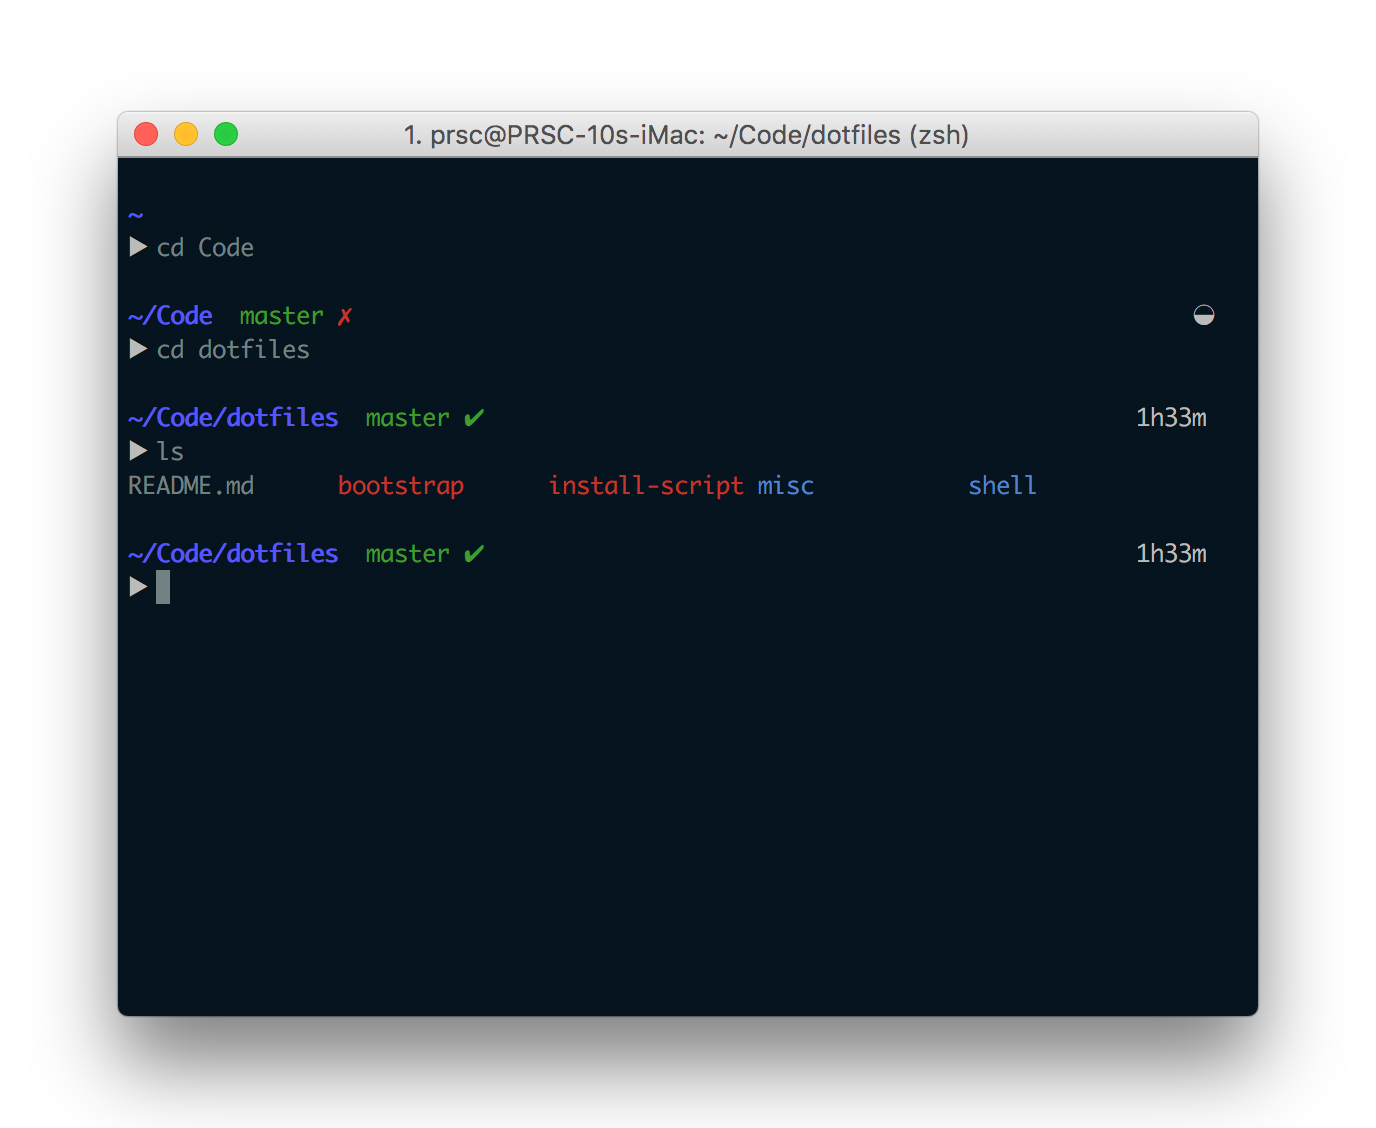 1. prsc@PRSC-10s-iMac: ~/Code/dotfiles (zsh)
~
▶ cd Code
~/Code  master ✗ ◒
▶ cd dotfiles
~/Code/dotfiles  master ✔ 1h33m
▶ ls
README.md bootstrap install-script misc shell
~/Code/dotfiles  master ✔ 1h33m
▶